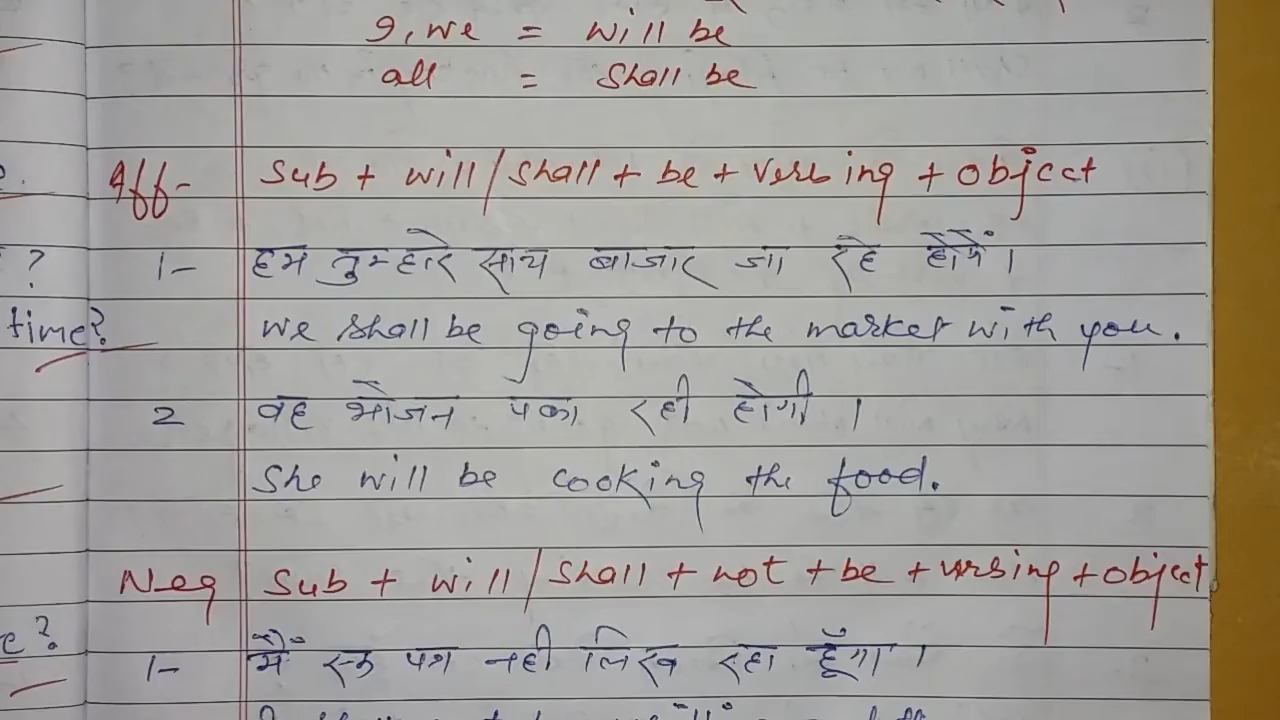 I, we = will be
all = shall be
Aff- Sub + will/shall + be + verb ing + object
? 1- हम तुम्हारे साथ बाजार जा रहे होगें।
time? We shall be going to the market with you.
2 वह भोजन पका रही होगी।
She will be cooking the food.
Neg Sub + will/shall + not + be + verbing + object
e? 1- मैं एक पत्र नही लिख रहा हूँगा।